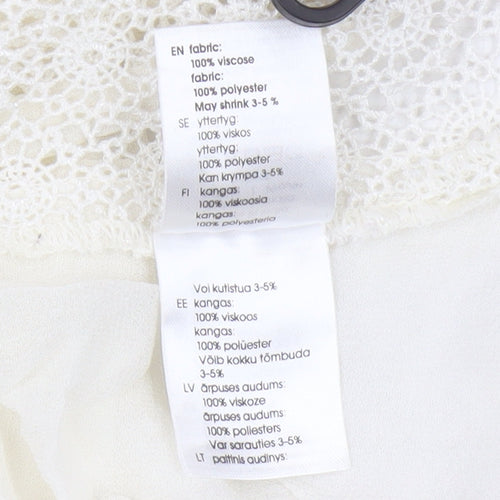 EN fabric:
100% viscose
fabric:
100% polyester
May shrink 3-5 %
SE yttertyg:
100% viskos
yttertyg:
100% polyester
Kan krympa 3-5%
FI kangas:
100% viskoosia
kangas:
100% polyesteria
Voi kutistua 3-5%
EE kangas:
100% viskoos
kangas:
100% polüester
Võib kokku tõmbuda
3-5%
LV ārpuses audums:
100% viskoze
ārpuses audums:
100% poliesters
Var sarauties 3-5%
LT paltinis audinys: